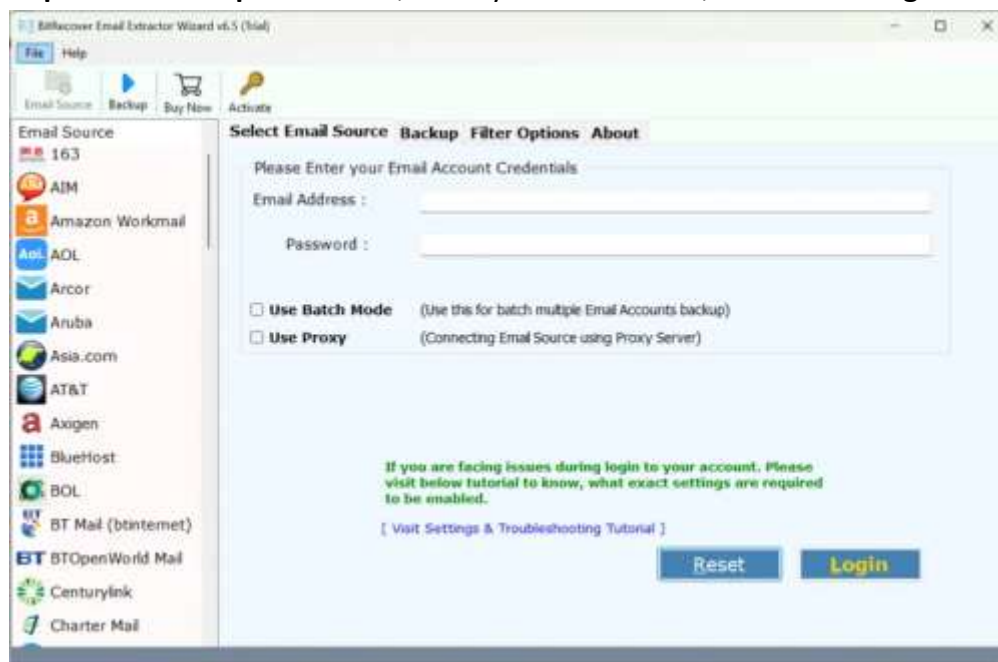 BitRecover Email Extractor Wizard v6.5 (Trial)
File Help
Email Source Backup Buy Now Activate
Email Source
163
AIM
Amazon Workmail
AOL
Arcor
Aruba
Asia.com
AT&T
Axigen
BlueHost
BOL
BT Mail (btinternet)
BTOpenWorld Mail
Centurylink
Charter Mail
Select Email Source Backup Filter Options About
Please Enter your Email Account Credentials
Email Address :
Password :
Use Batch Mode (Use this for batch multiple Email Accounts backup)
Use Proxy (Connecting Email Source using Proxy Server)
If you are facing issues during login to your account. Please
visit below tutorial to know, what exact settings are required
to be enabled.
[ Visit Settings & Troubleshooting Tutorial ]
Reset Login